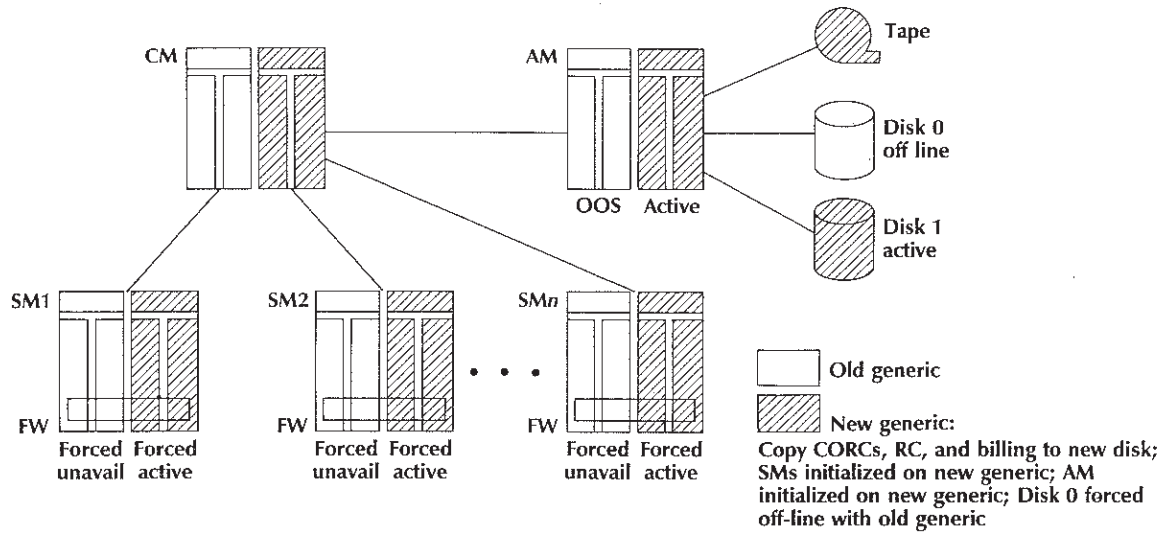 CM
AM
Tape
Disk 0
off line
OOS Active
Disk 1
active
SM1
SM2
SMn
Old generic
FW
FW
FW
New generic:
Forced Forced
unavail active
Forced Forced
unavail active
Forced Forced
unavail active
Copy CORCs, RC, and billing to new disk;
SMs initialized on new generic; AM
initialized on new generic; Disk 0 forced
off-line with old generic